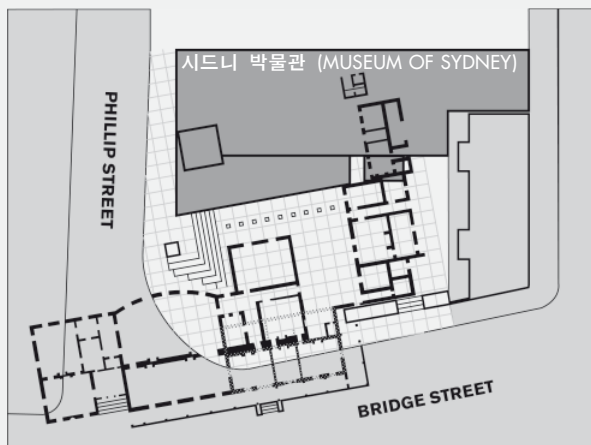 시드니 박물관 (MUSEUM OF SYDNEY)
PHILLIP STREET
BRIDGE STREET